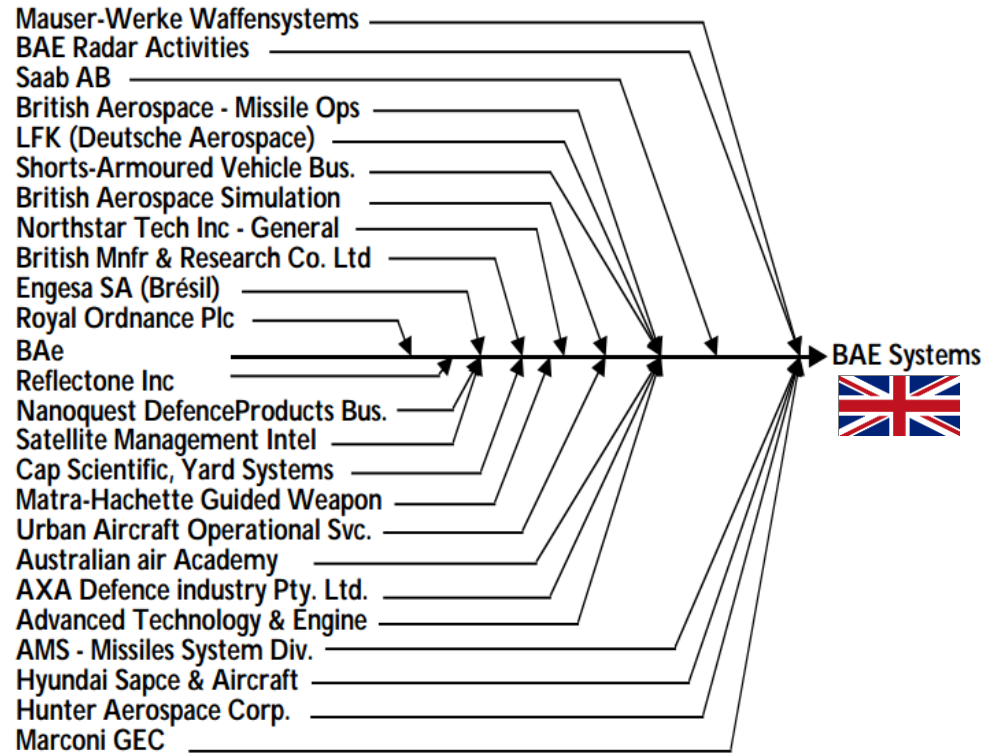 Mauser-Werke Waffensystems
BAE Radar Activities
Saab AB
British Aerospace - Missile Ops
LFK (Deutsche Aerospace)
Shorts-Armoured Vehicle Bus.
British Aerospace Simulation
Northstar Tech Inc - General
British Mnfr & Research Co. Ltd
Engesa SA (Brésil)
Royal Ordnance Plc
BAe
BAE Systems
Reflectone Inc
Nanoquest DefenceProducts Bus.
Satellite Management Intel
Cap Scientific, Yard Systems
Matra-Hachette Guided Weapon
Urban Aircraft Operational Svc.
Australian air Academy
AXA Defence industry Pty. Ltd.
Advanced Technology & Engine
AMS - Missiles System Div.
Hyundai Sapce & Aircraft
Hunter Aerospace Corp.
Marconi GEC